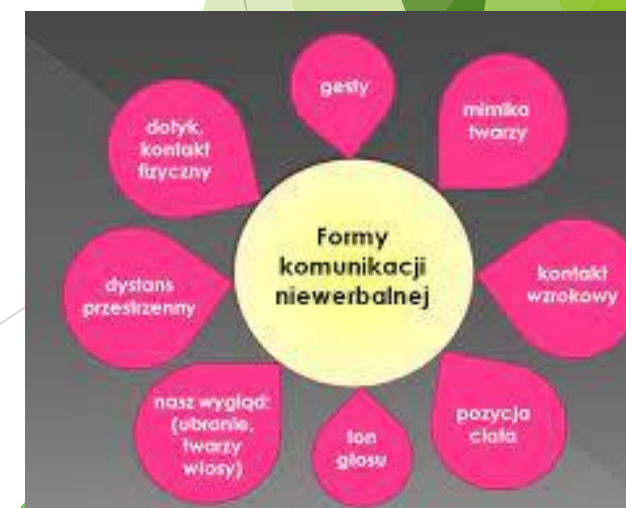 gesty
mimika
twarzy
kontakt
wzrokowy
pozycja
ciała
ton
głosu
nasz wygląd:
(ubranie,
twarzy
włosy)
dystans
przestrzenny
dotyk,
kontakt
fizyczny
Formy
komunikacji
niewerbalnej